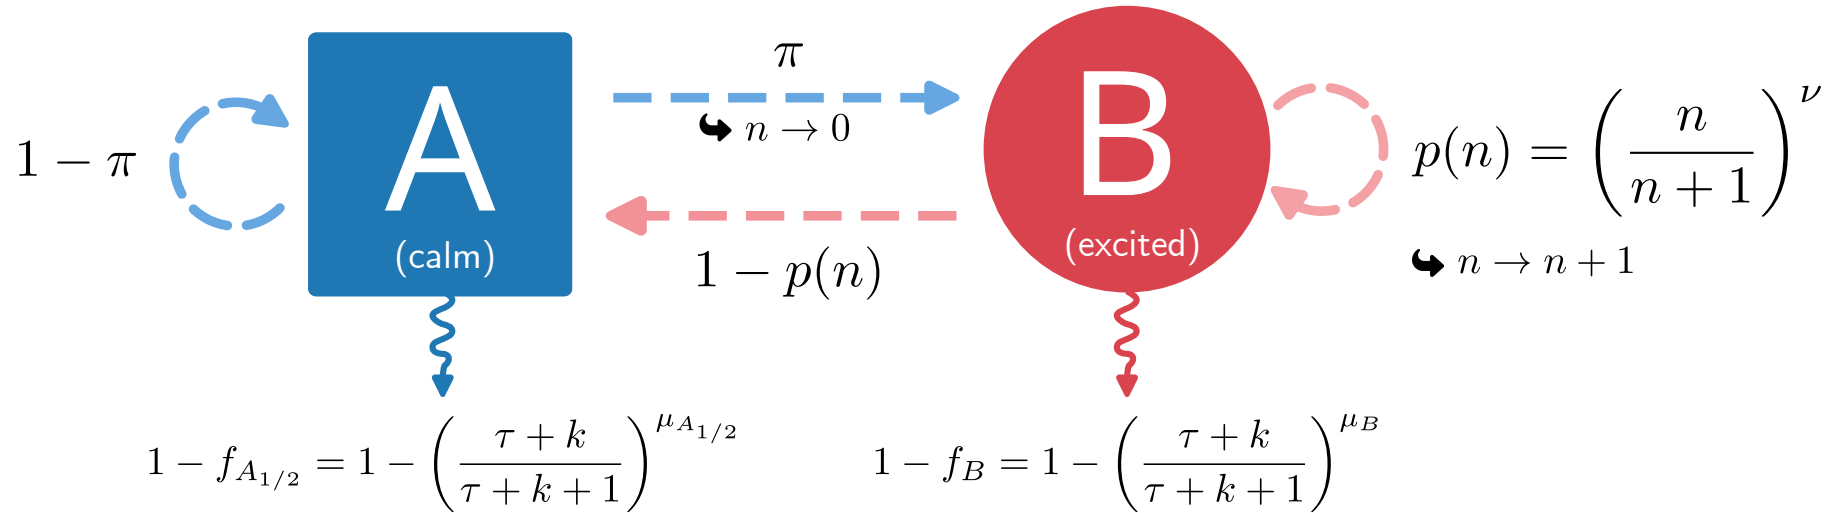 1 − π
A
(calm)
π
↪ n → 0
1 − p(n)
B
(excited)
p(n) = (n / (n + 1))^ν
↪ n → n + 1
1 − f_{A_{1/2}} = 1 − ((τ + k) / (τ + k + 1))^{μ_{A_{1/2}}}
1 − f_B = 1 − ((τ + k) / (τ + k + 1))^{μ_B}